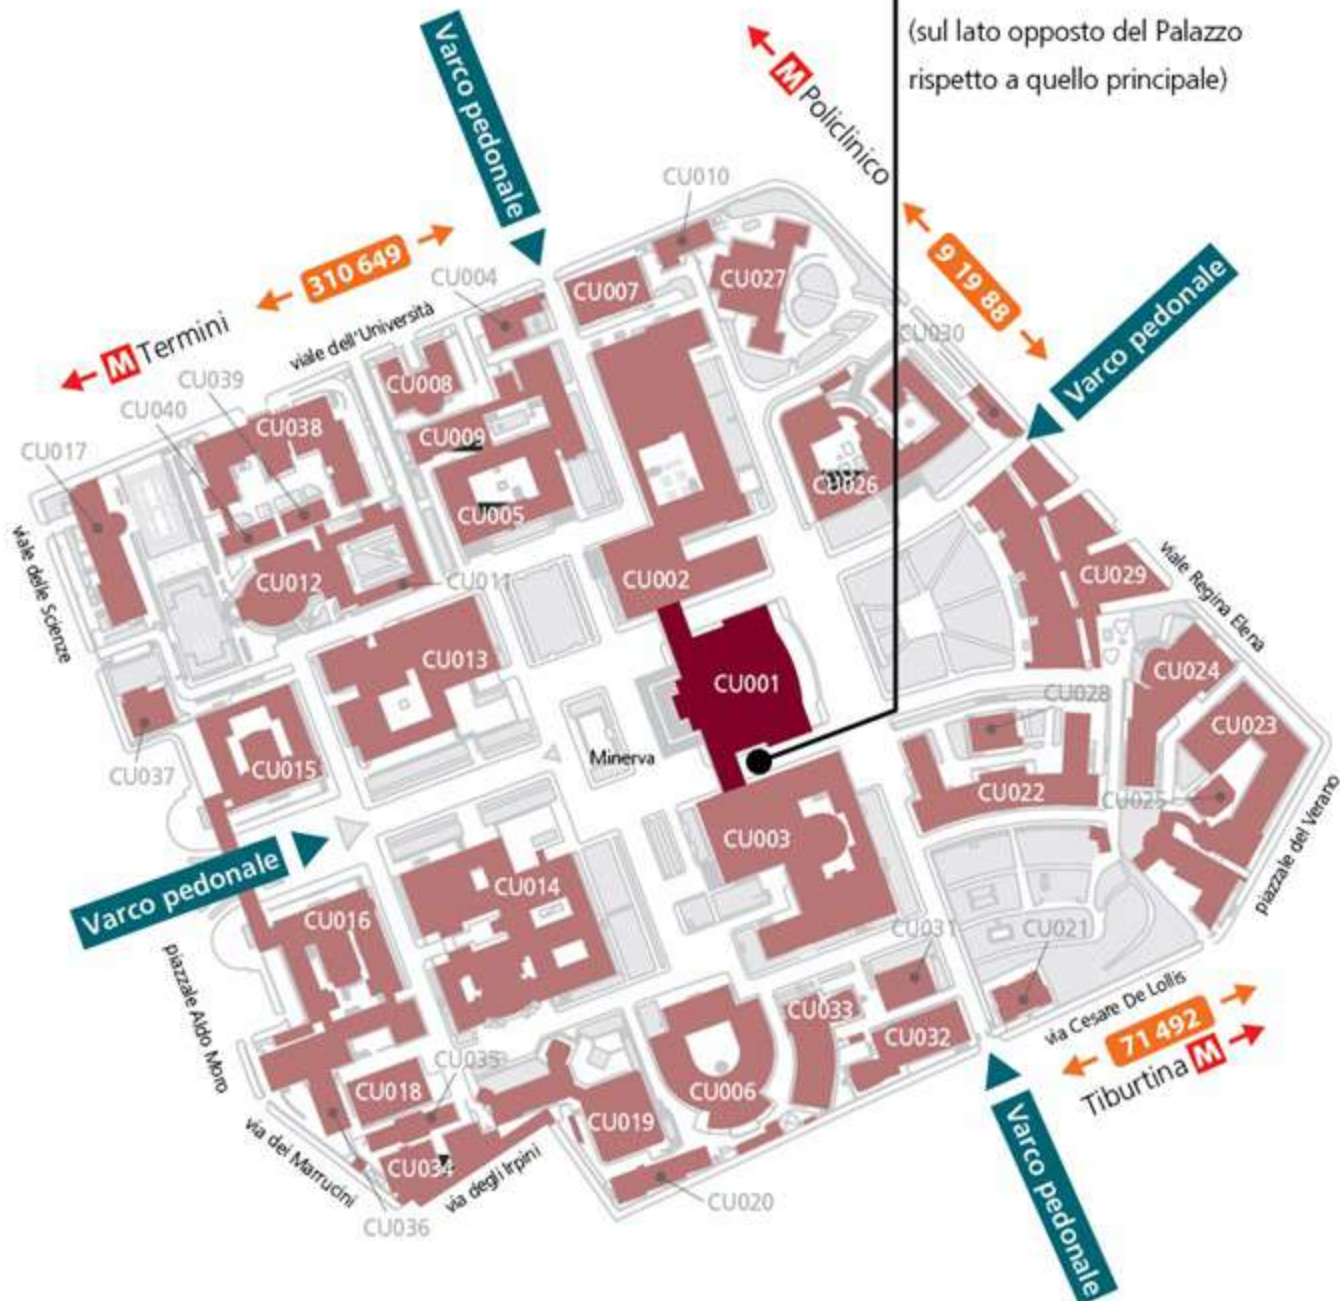 (sul lato opposto del Palazzo
rispetto a quello principale)
Varco pedonale
M Policlinico
CU010
310 649
9 19 88
Varco pedonale
CU004
CU007
CU027
M Termini
viale dell'Università
CU030
CU039
CU008
CU040
CU038
CU017
CU009
CU026
CU005
viale delle Scienze
CU012
CU011
CU002
CU029
viale Regina Elena
CU013
CU001
CU024
CU028
CU023
Minerva
CU015
CU037
CU022
CU025
CU003
piazzale del Verano
Varco pedonale
CU014
CU016
CU031
CU021
piazzale Aldo Moro
CU033
via Cesare De Lollis
71 492
CU032
Tiburtina M
CU035
CU018
CU006
CU019
via dei Marrucini
CU034
via degli Irpini
CU020
CU036
Varco pedonale